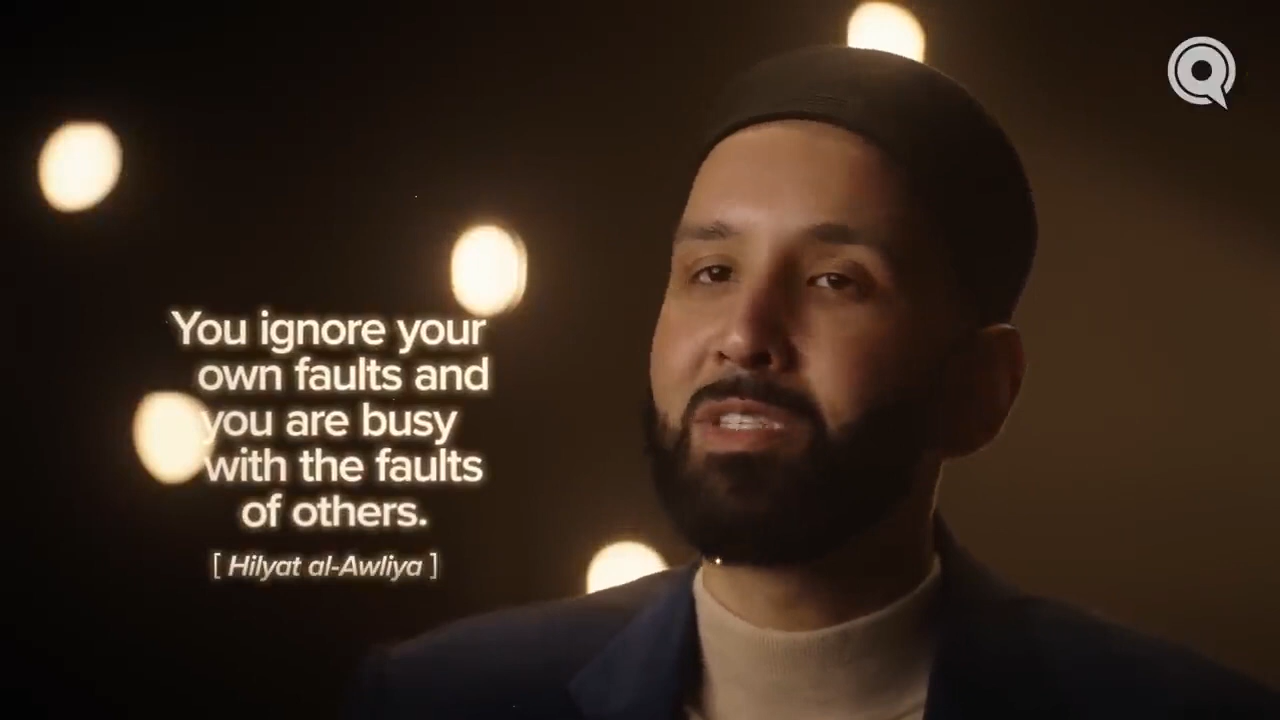 You ignore your
own faults and
you are busy
with the faults
of others.
[ Hilyat al-Awliya ]